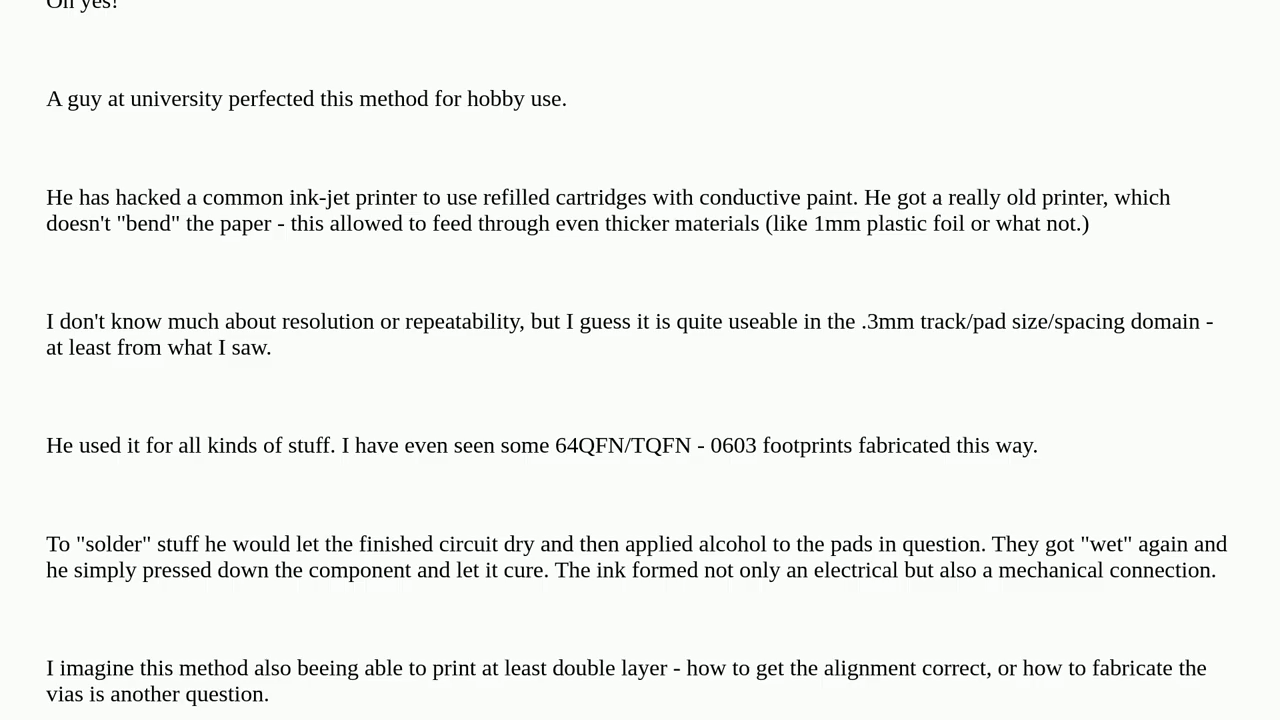 Oh yes!
A guy at university perfected this method for hobby use.
He has hacked a common ink-jet printer to use refilled cartridges with conductive paint. He got a really old printer, which
doesn't "bend" the paper - this allowed to feed through even thicker materials (like 1mm plastic foil or what not.)
I don't know much about resolution or repeatability, but I guess it is quite useable in the .3mm track/pad size/spacing domain -
at least from what I saw.
He used it for all kinds of stuff. I have even seen some 64QFN/TQFN - 0603 footprints fabricated this way.
To "solder" stuff he would let the finished circuit dry and then applied alcohol to the pads in question. They got "wet" again and
he simply pressed down the component and let it cure. The ink formed not only an electrical but also a mechanical connection.
I imagine this method also beeing able to print at least double layer - how to get the alignment correct, or how to fabricate the
vias is another question.